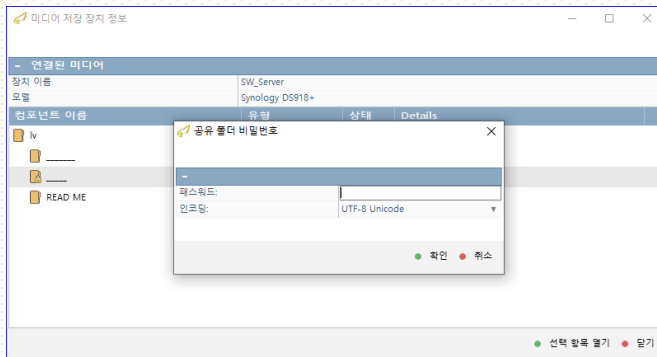 미디어 저장 장치 정보
- 연결된 미디어
장치 이름 SW_Server
모델 Synology DS918+
컴포넌트 이름 유형 상태 Details
lv
_______
_____
READ ME
공유 폴더 비밀번호
-
패스워드:
인코딩: UTF-8 Unicode
확인 취소
선택 항목 열기 닫기